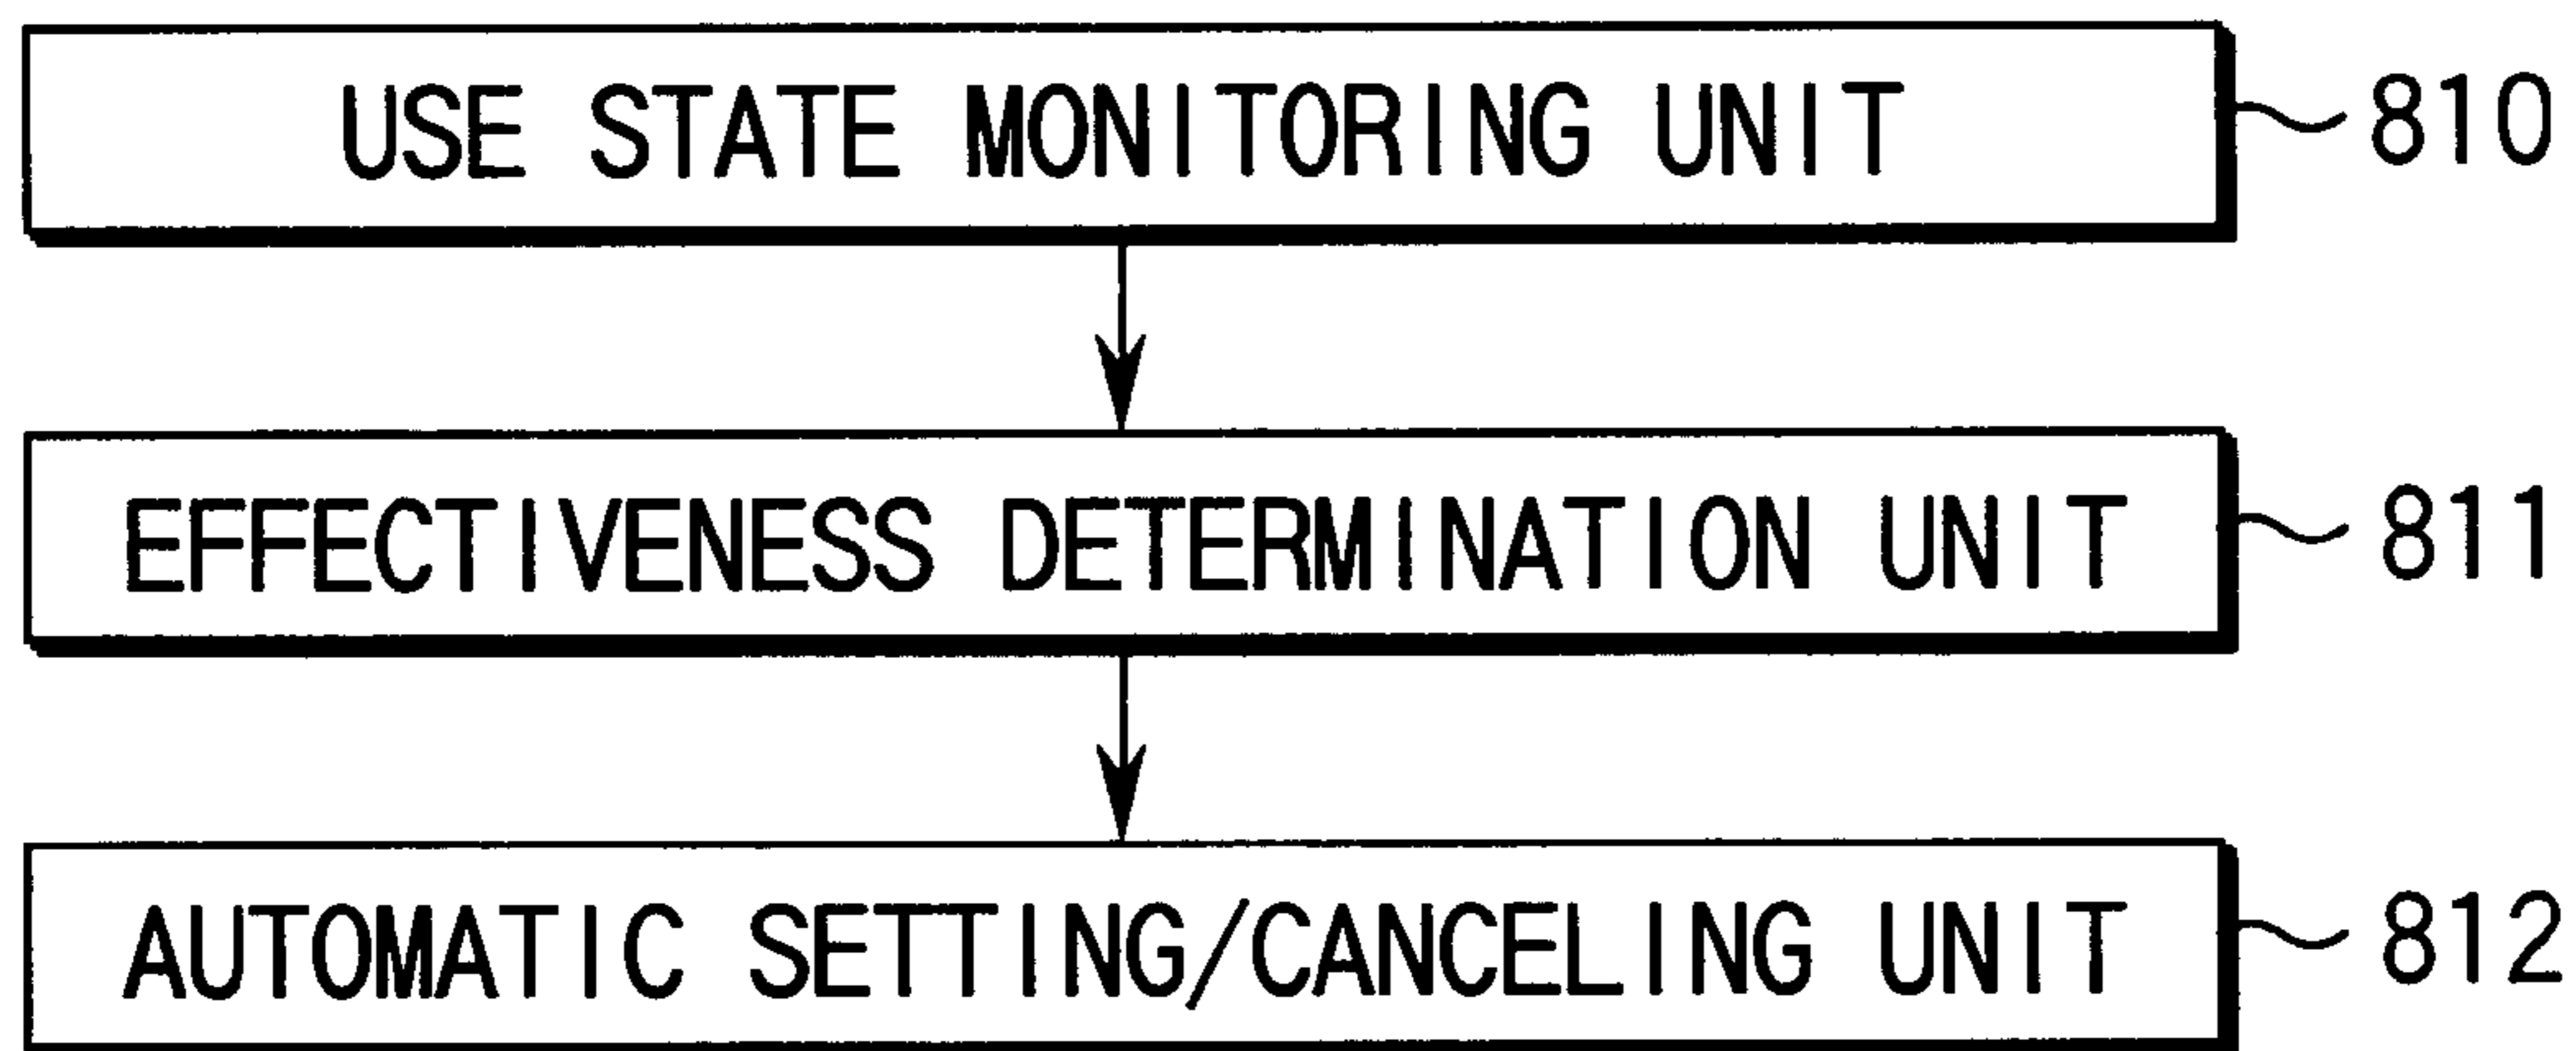 USE STATE MONITORING UNIT 810
EFFECTIVENESS DETERMINATION UNIT 811
AUTOMATIC SETTING/CANCELING UNIT 812